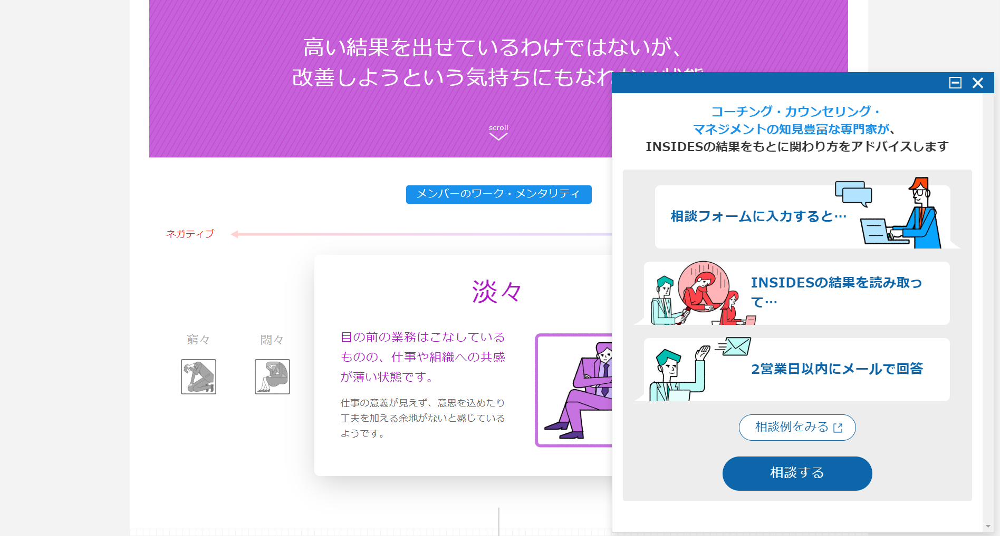 高い結果を出せているわけではないが、
改善しようという気持ちにもなれ
scroll
メンバーのワーク・メンタリティ
ネガティブ
窮々
悶々
淡々
目の前の業務はこなしている
ものの、仕事や組織への共感
が薄い状態です。
仕事の意義が見えず、意思を込めたり
工夫を加える余地がないと感じている
ようです。
コーチング・カウンセリング・
マネジメントの知見豊富な専門家が、
INSIDESの結果をもとに関わり方をアドバイスします
相談フォームに入力すると…
INSIDESの結果を読み取っ
て…
2営業日以内にメールで回答
相談例をみる
相談する